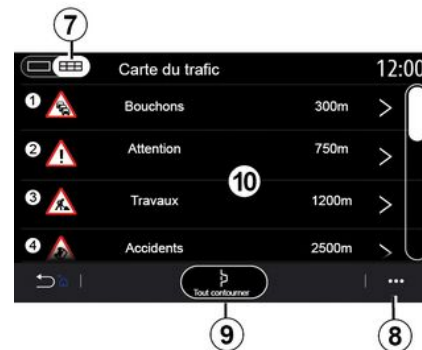 7
Carte du trafic 12:00
1 Bouchons 300m
2 Attention 750m
10
3 Travaux 1200m
4 Accidents 2500m
Tout contourner
9 8